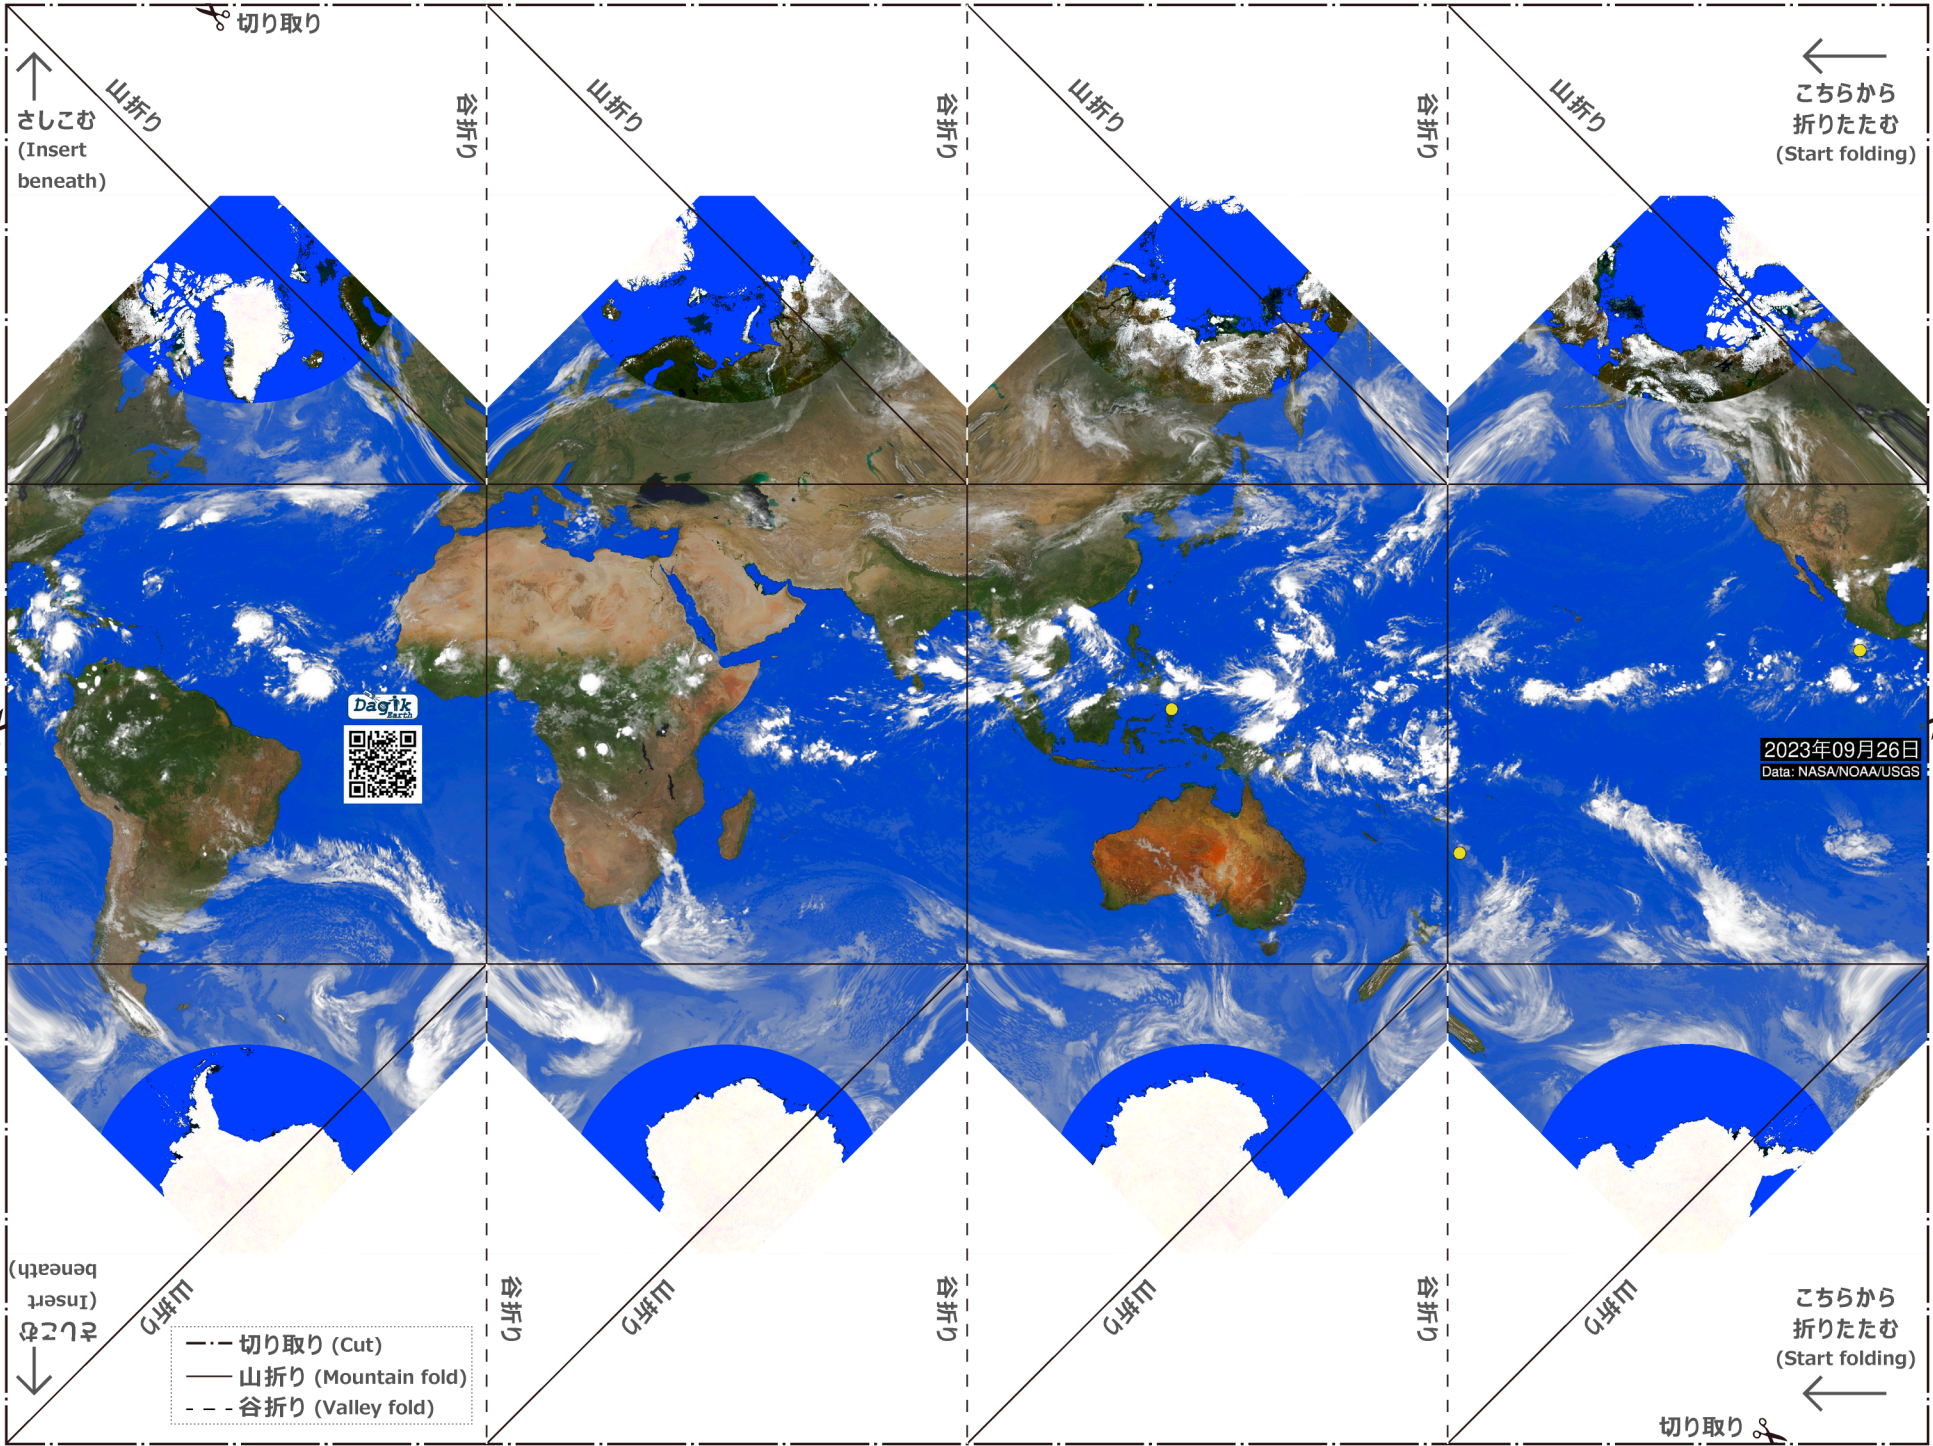 切り取り
山折り
谷折り
山折り
谷折り
山折り
谷折り
山折り
さしこむ
(Insert
beneath)
こちらから
折りたたむ
(Start folding)
Dagik
Earth
2023年09月26日
Data: NASA/NOAA/USGS
さしこむ
(Insert
beneath)
山折り
谷折り
山折り
谷折り
山折り
谷折り
山折り
こちらから
折りたたむ
(Start folding)
切り取り (Cut)
山折り (Mountain fold)
谷折り (Valley fold)
切り取り